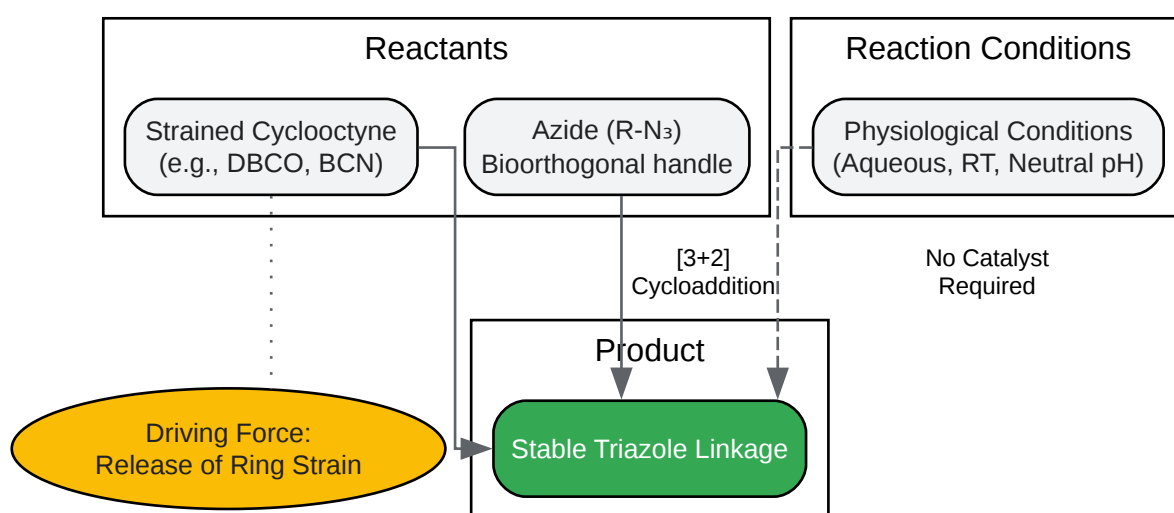 Reactants
Strained Cyclooctyne
(e.g., DBCO, BCN)
Azide (R-N₃)
Bioorthogonal handle
Reaction Conditions
Physiological Conditions
(Aqueous, RT, Neutral pH)
[3+2]
Cycloaddition
No Catalyst
Required
Product
Stable Triazole Linkage
Driving Force:
Release of Ring Strain